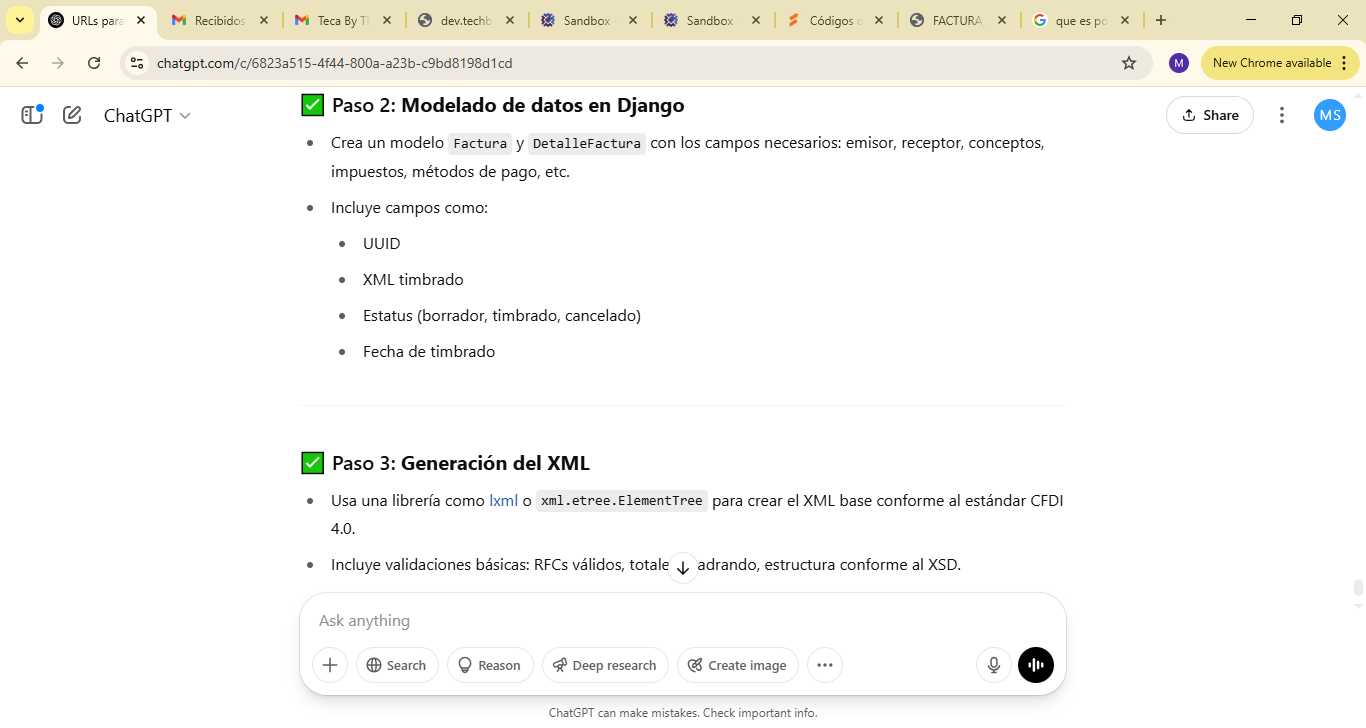 URLs para
Recibidos
Teca By Th
dev.techb
Sandbox -
Sandbox -
Códigos d
FACTURA_
que es po
chatgpt.com/c/6823a515-4f44-800a-a23b-c9bd8198d1cd
M
New Chrome available
ChatGPT
Share
MS
Paso 2: Modelado de datos en Django
Crea un modelo Factura y DetalleFactura con los campos necesarios: emisor, receptor, conceptos,
impuestos, métodos de pago, etc.
Incluye campos como:
UUID
XML timbrado
Estatus (borrador, timbrado, cancelado)
Fecha de timbrado
Paso 3: Generación del XML
Usa una librería como lxml o xml.etree.ElementTree para crear el XML base conforme al estándar CFDI
4.0.
Incluye validaciones básicas: RFCs válidos, totale adrando, estructura conforme al XSD.
Ask anything
Search
Reason
Deep research
Create image
ChatGPT can make mistakes. Check important info.